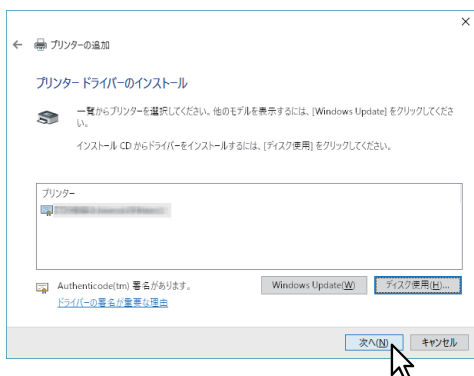 プリンターの追加
プリンター ドライバーのインストール
一覧からプリンターを選択してください。他のモデルを表示するには、[Windows Update] をクリックしてくださ
い。
インストール CD からドライバーをインストールするには、[ディスク使用] をクリックしてください。
プリンター
Authenticode(tm) 署名があります。
Windows Update(W)
ディスク使用(H)...
ドライバーの署名が重要な理由
次へ(N)
キャンセル